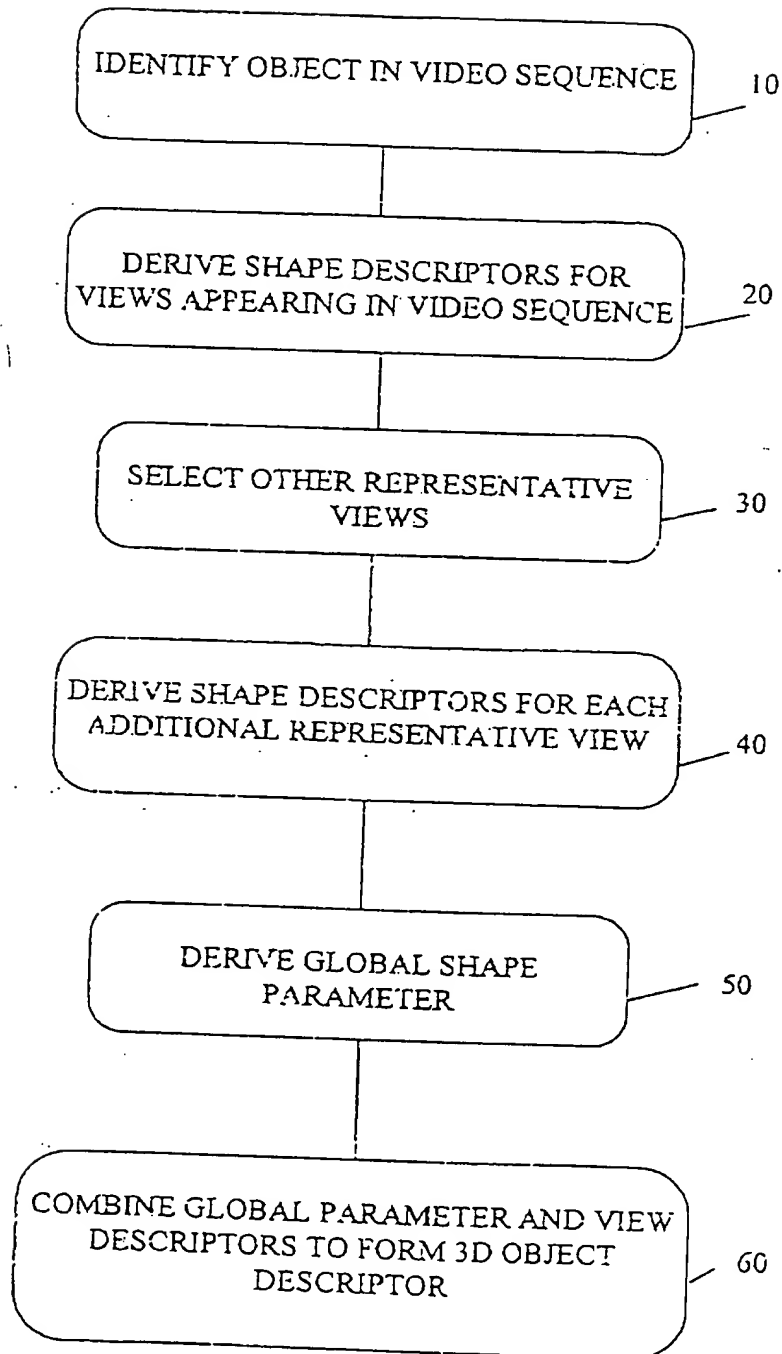 IDENTIFY OBJECT IN VIDEO SEQUENCE
10
DERIVE SHAPE DESCRIPTORS FOR
VIEWS APPEARING IN VIDEO SEQUENCE
20
SELECT OTHER REPRESENTATIVE
VIEWS
30
DERIVE SHAPE DESCRIPTORS FOR EACH
ADDITIONAL REPRESENTATIVE VIEW
40
DERIVE GLOBAL SHAPE
PARAMETER
50
COMBINE GLOBAL PARAMETER AND VIEW
DESCRIPTORS TO FORM 3D OBJECT
DESCRIPTOR
60